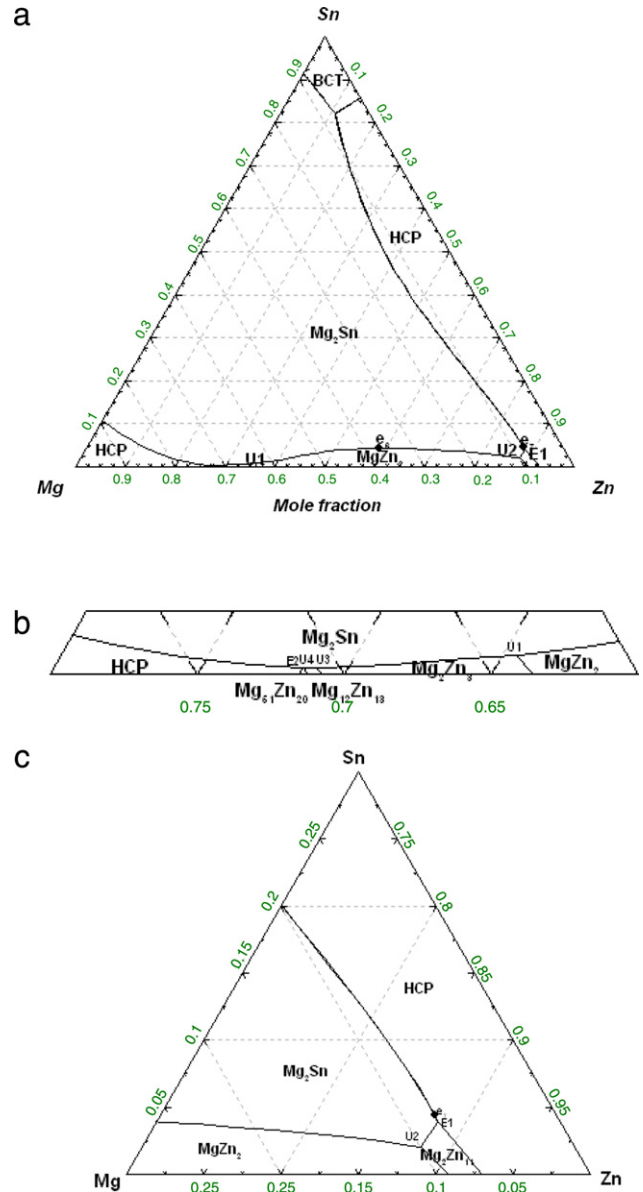 a
Sn
0.9
0.1
BCT
0.8
0.2
0.7
0.3
0.6
0.4
HCP
0.5
0.5
0.4
0.6
0.3
Mg2Sn
0.7
0.2
0.8
0.1
0.9
HCP
U1
e6
MgZn2
e
U2
E1
Mg
0.9
0.8
0.7
0.6
0.5
0.4
0.3
0.2
0.1
Zn
Mole fraction
b
HCP
Mg2Sn
E2
U4
U3
U1
Mg2Zn3
MgZn2
Mg51Zn20
Mg12Zn13
0.75
0.7
0.65
c
Sn
0.25
0.75
0.2
0.8
0.15
0.85
HCP
0.1
0.9
Mg2Sn
0.05
0.95
e
E1
U2
MgZn2
Mg2Zn11
Mg
0.25
0.25
0.15
0.1
0.05
Zn